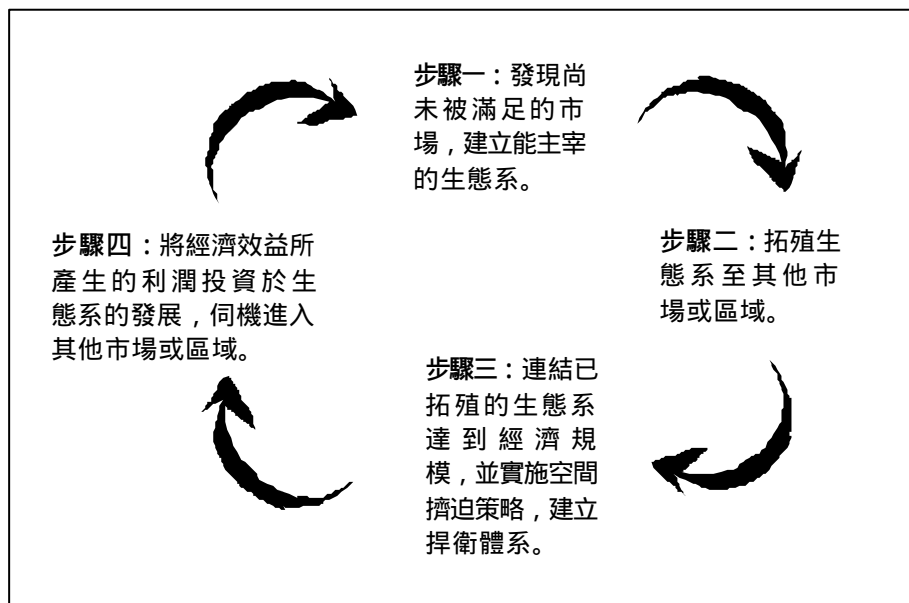 步驟一：發現尚
未被滿足的市
場，建立能主宰
的生態系。
步驟二：拓殖生
態系至其他市
場或區域。
步驟三：連結已
拓殖的生態系
達到經濟規
模，並實施空間
擠迫策略，建立
捍衛體系。
步驟四：將經濟效益所
產生的利潤投資於生
態系的發展，伺機進入
其他市場或區域。